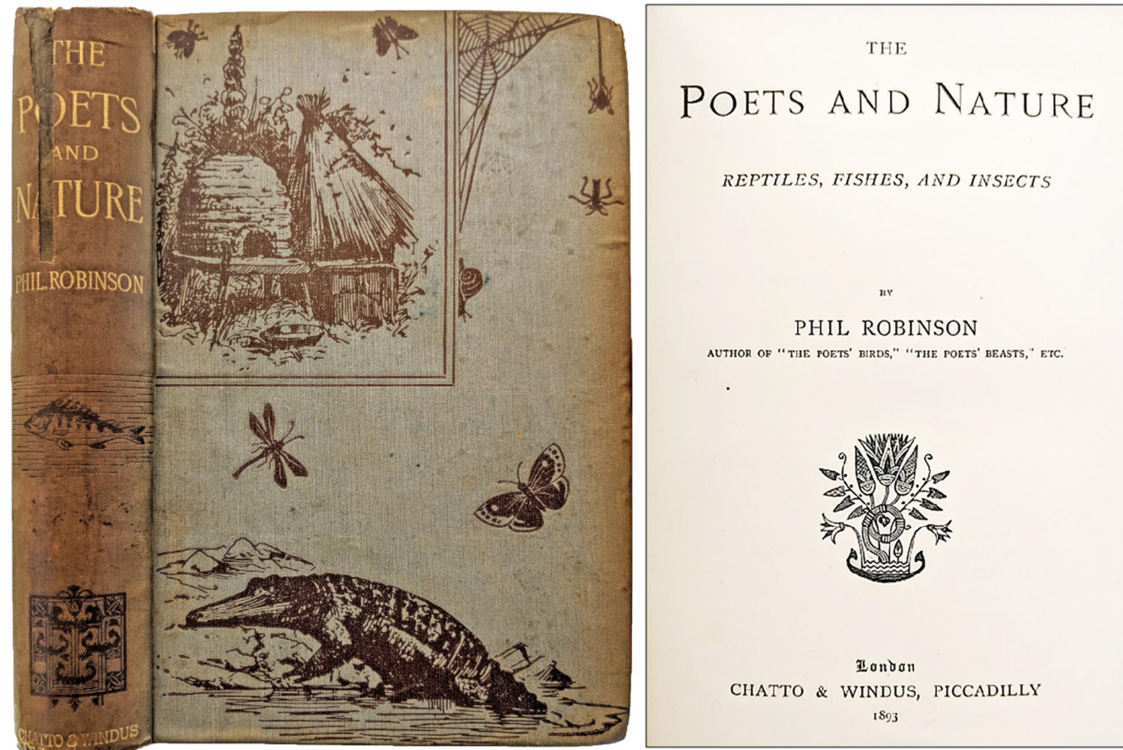 THE
POETS
AND
NATURE
PHIL. ROBINSON
CHATTO & WINDUS
THE
POETS AND NATURE
REPTILES, FISHES, AND INSECTS
BY
PHIL ROBINSON
AUTHOR OF "THE POETS' BIRDS," "THE POETS' BEASTS," ETC.
London
CHATTO & WINDUS, PICCADILLY
1893